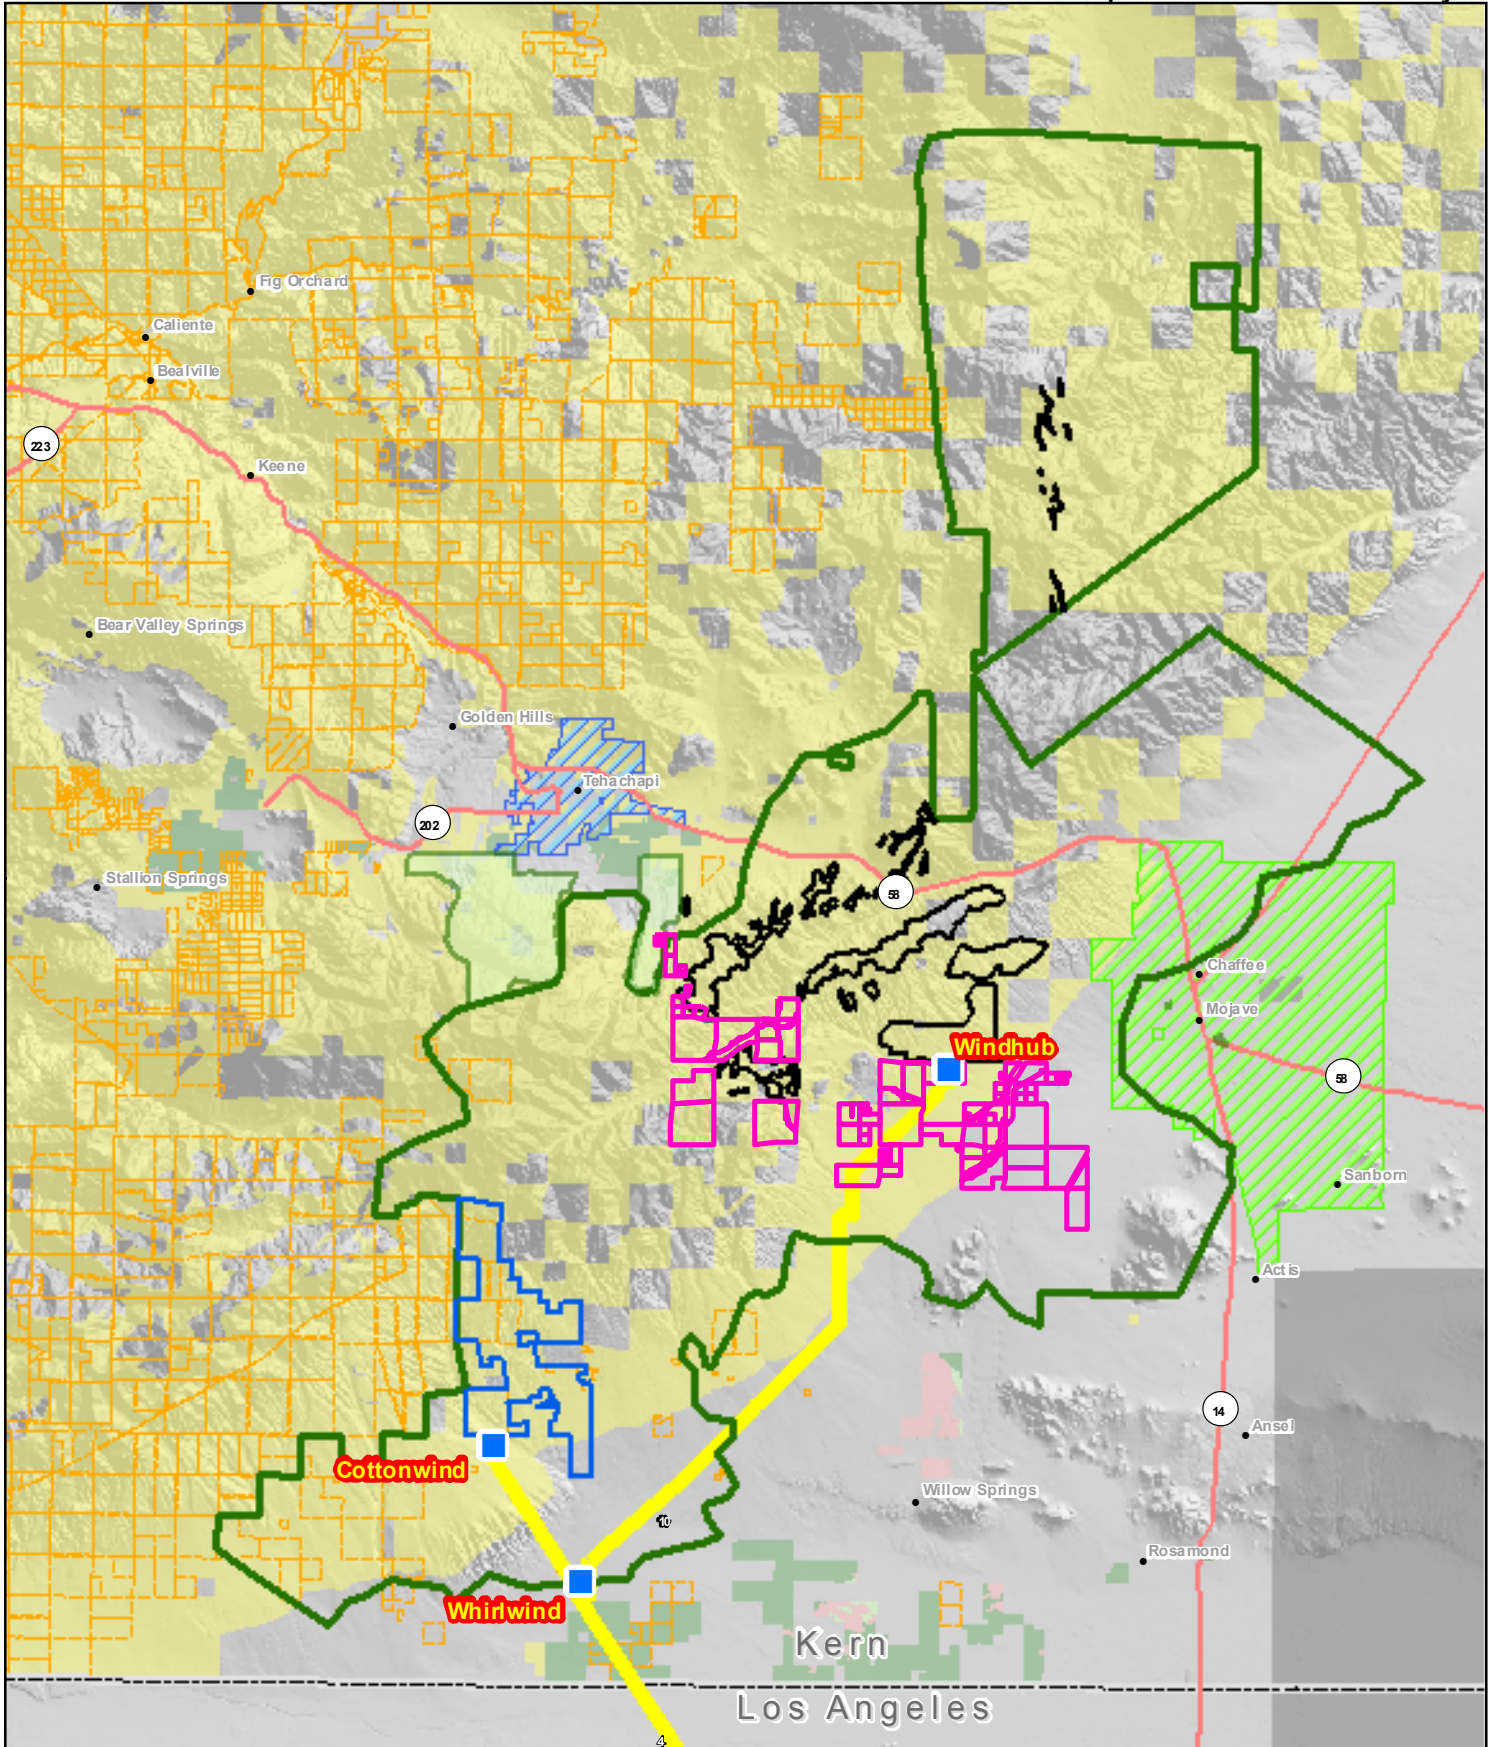 Fig Orchard
Caliente
Bealville
223
Keene
Bear Valley Springs
Golden Hills
Tehachapi
202
Stallion Springs
58
Chaffee
Mojave
Windhub
58
Sanborn
Actis
14
Ansel
Cottonwind
Willow Springs
10
Rosamond
Whirlwind
Kern
Los Angeles
4